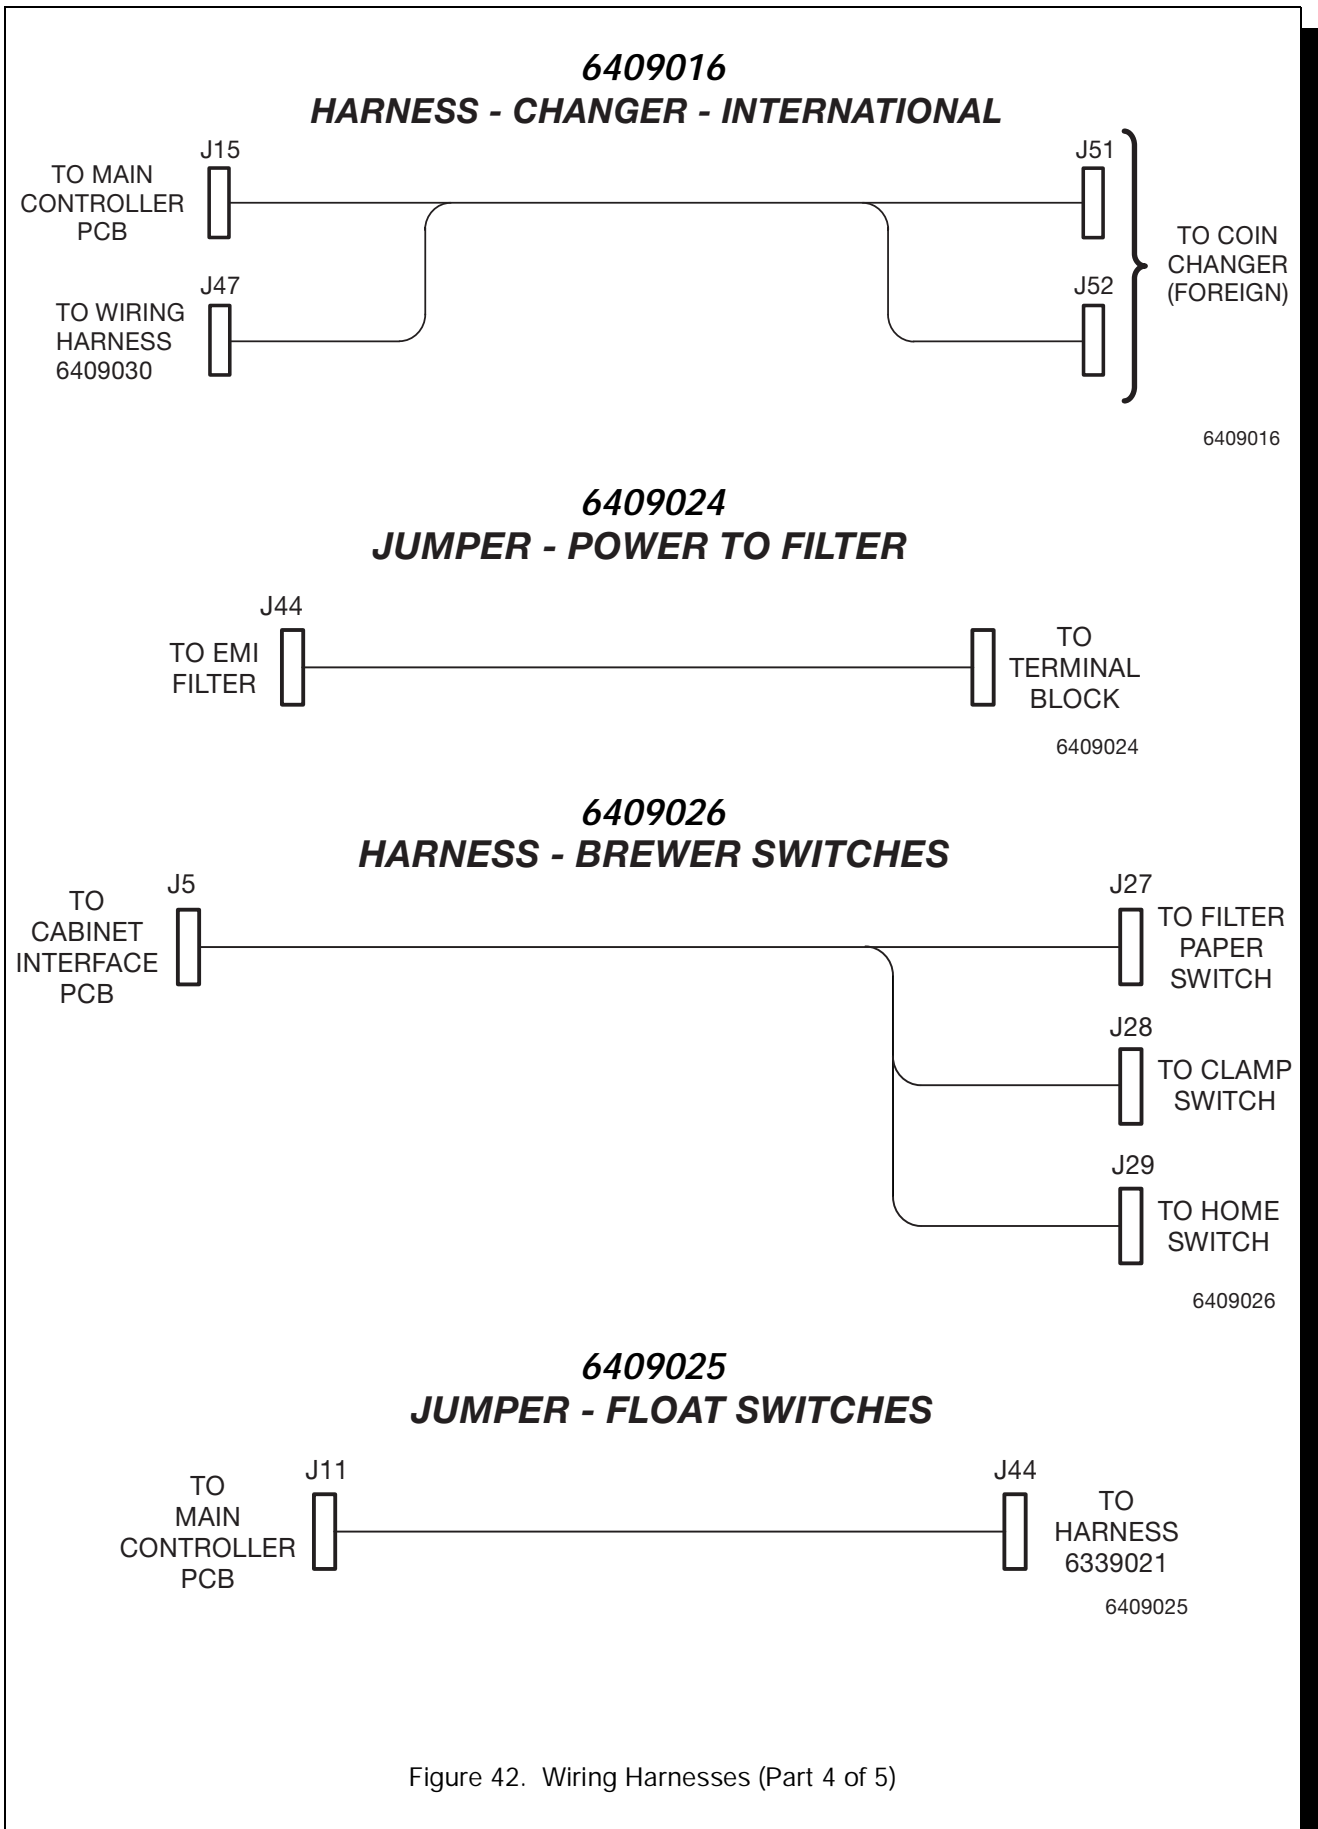 6409016
HARNESS - CHANGER - INTERNATIONAL
J15
TO MAIN
CONTROLLER
PCB
J47
TO WIRING
HARNESS
6409030
J51
J52
TO COIN
CHANGER
(FOREIGN)
6409016
6409024
JUMPER - POWER TO FILTER
J44
TO EMI
FILTER
TO
TERMINAL
BLOCK
6409024
6409026
HARNESS - BREWER SWITCHES
J5
TO
CABINET
INTERFACE
PCB
J27
TO FILTER
PAPER
SWITCH
J28
TO CLAMP
SWITCH
J29
TO HOME
SWITCH
6409026
6409025
JUMPER - FLOAT SWITCHES
J11
TO
MAIN
CONTROLLER
PCB
J44
TO
HARNESS
6339021
6409025
Figure 42. Wiring Harnesses (Part 4 of 5)